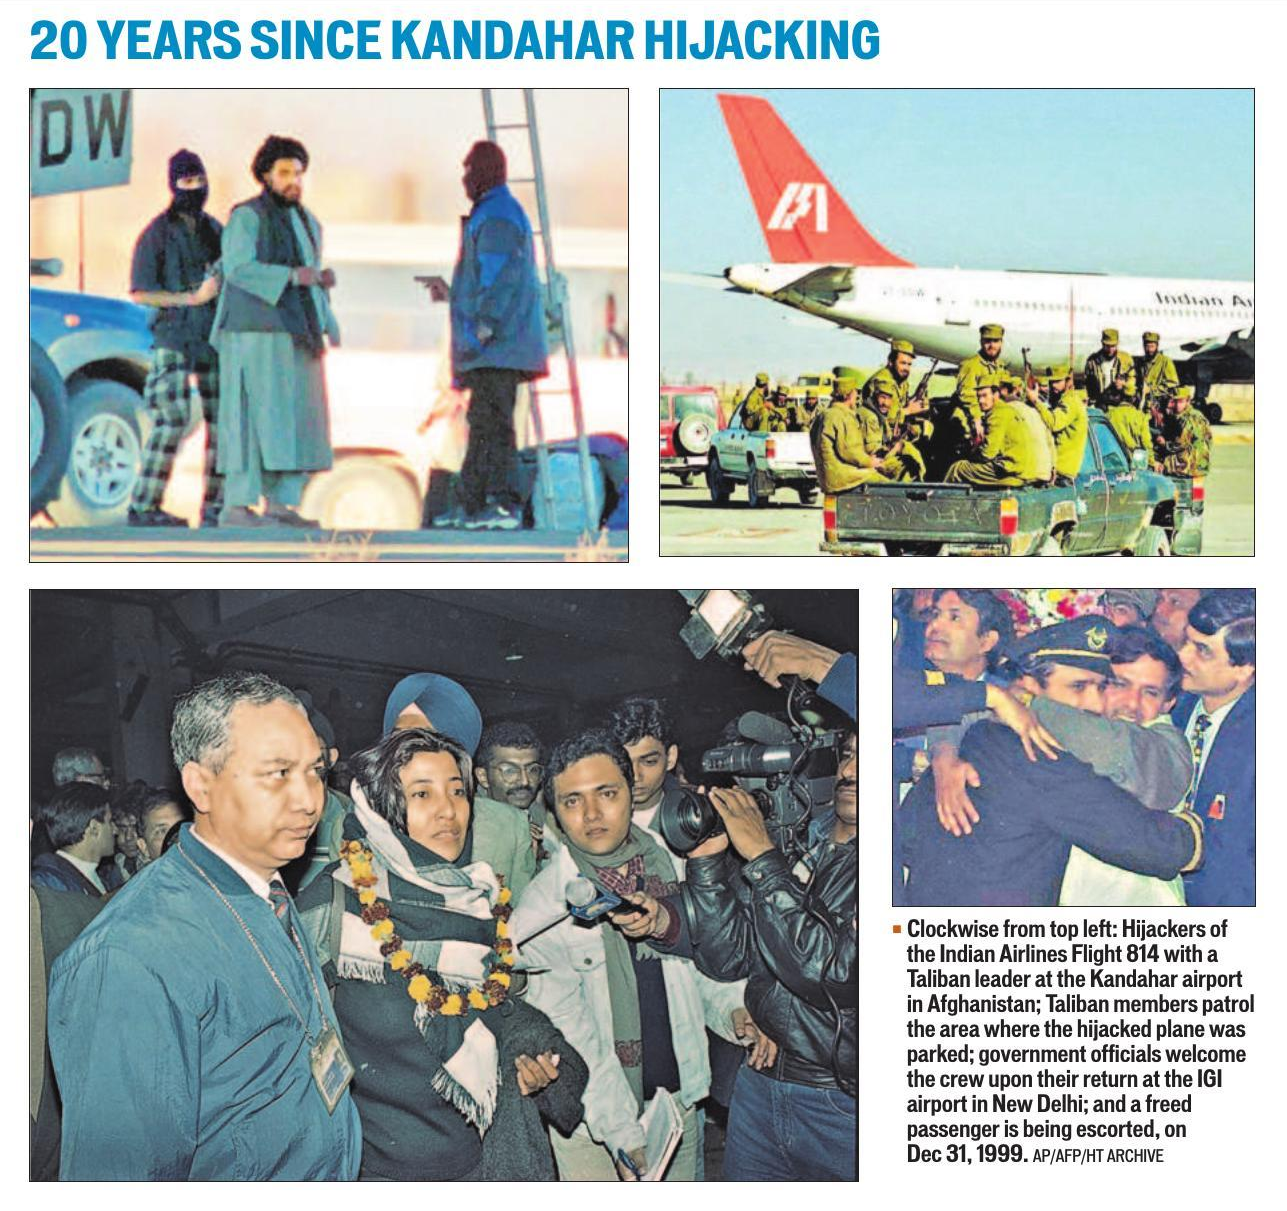 20 YEARS SINCE KANDAHAR HIJACKING
DW
Indian Ai
TOYOTA
Clockwise from top left: Hijackers of
the Indian Airlines Flight 814 with a
Taliban leader at the Kandahar airport
in Afghanistan; Taliban members patrol
the area where the hijacked plane was
parked; government officials welcome
the crew upon their return at the IGI
airport in New Delhi; and a freed
passenger is being escorted, on
Dec 31, 1999. AP/AFP/HT ARCHIVE